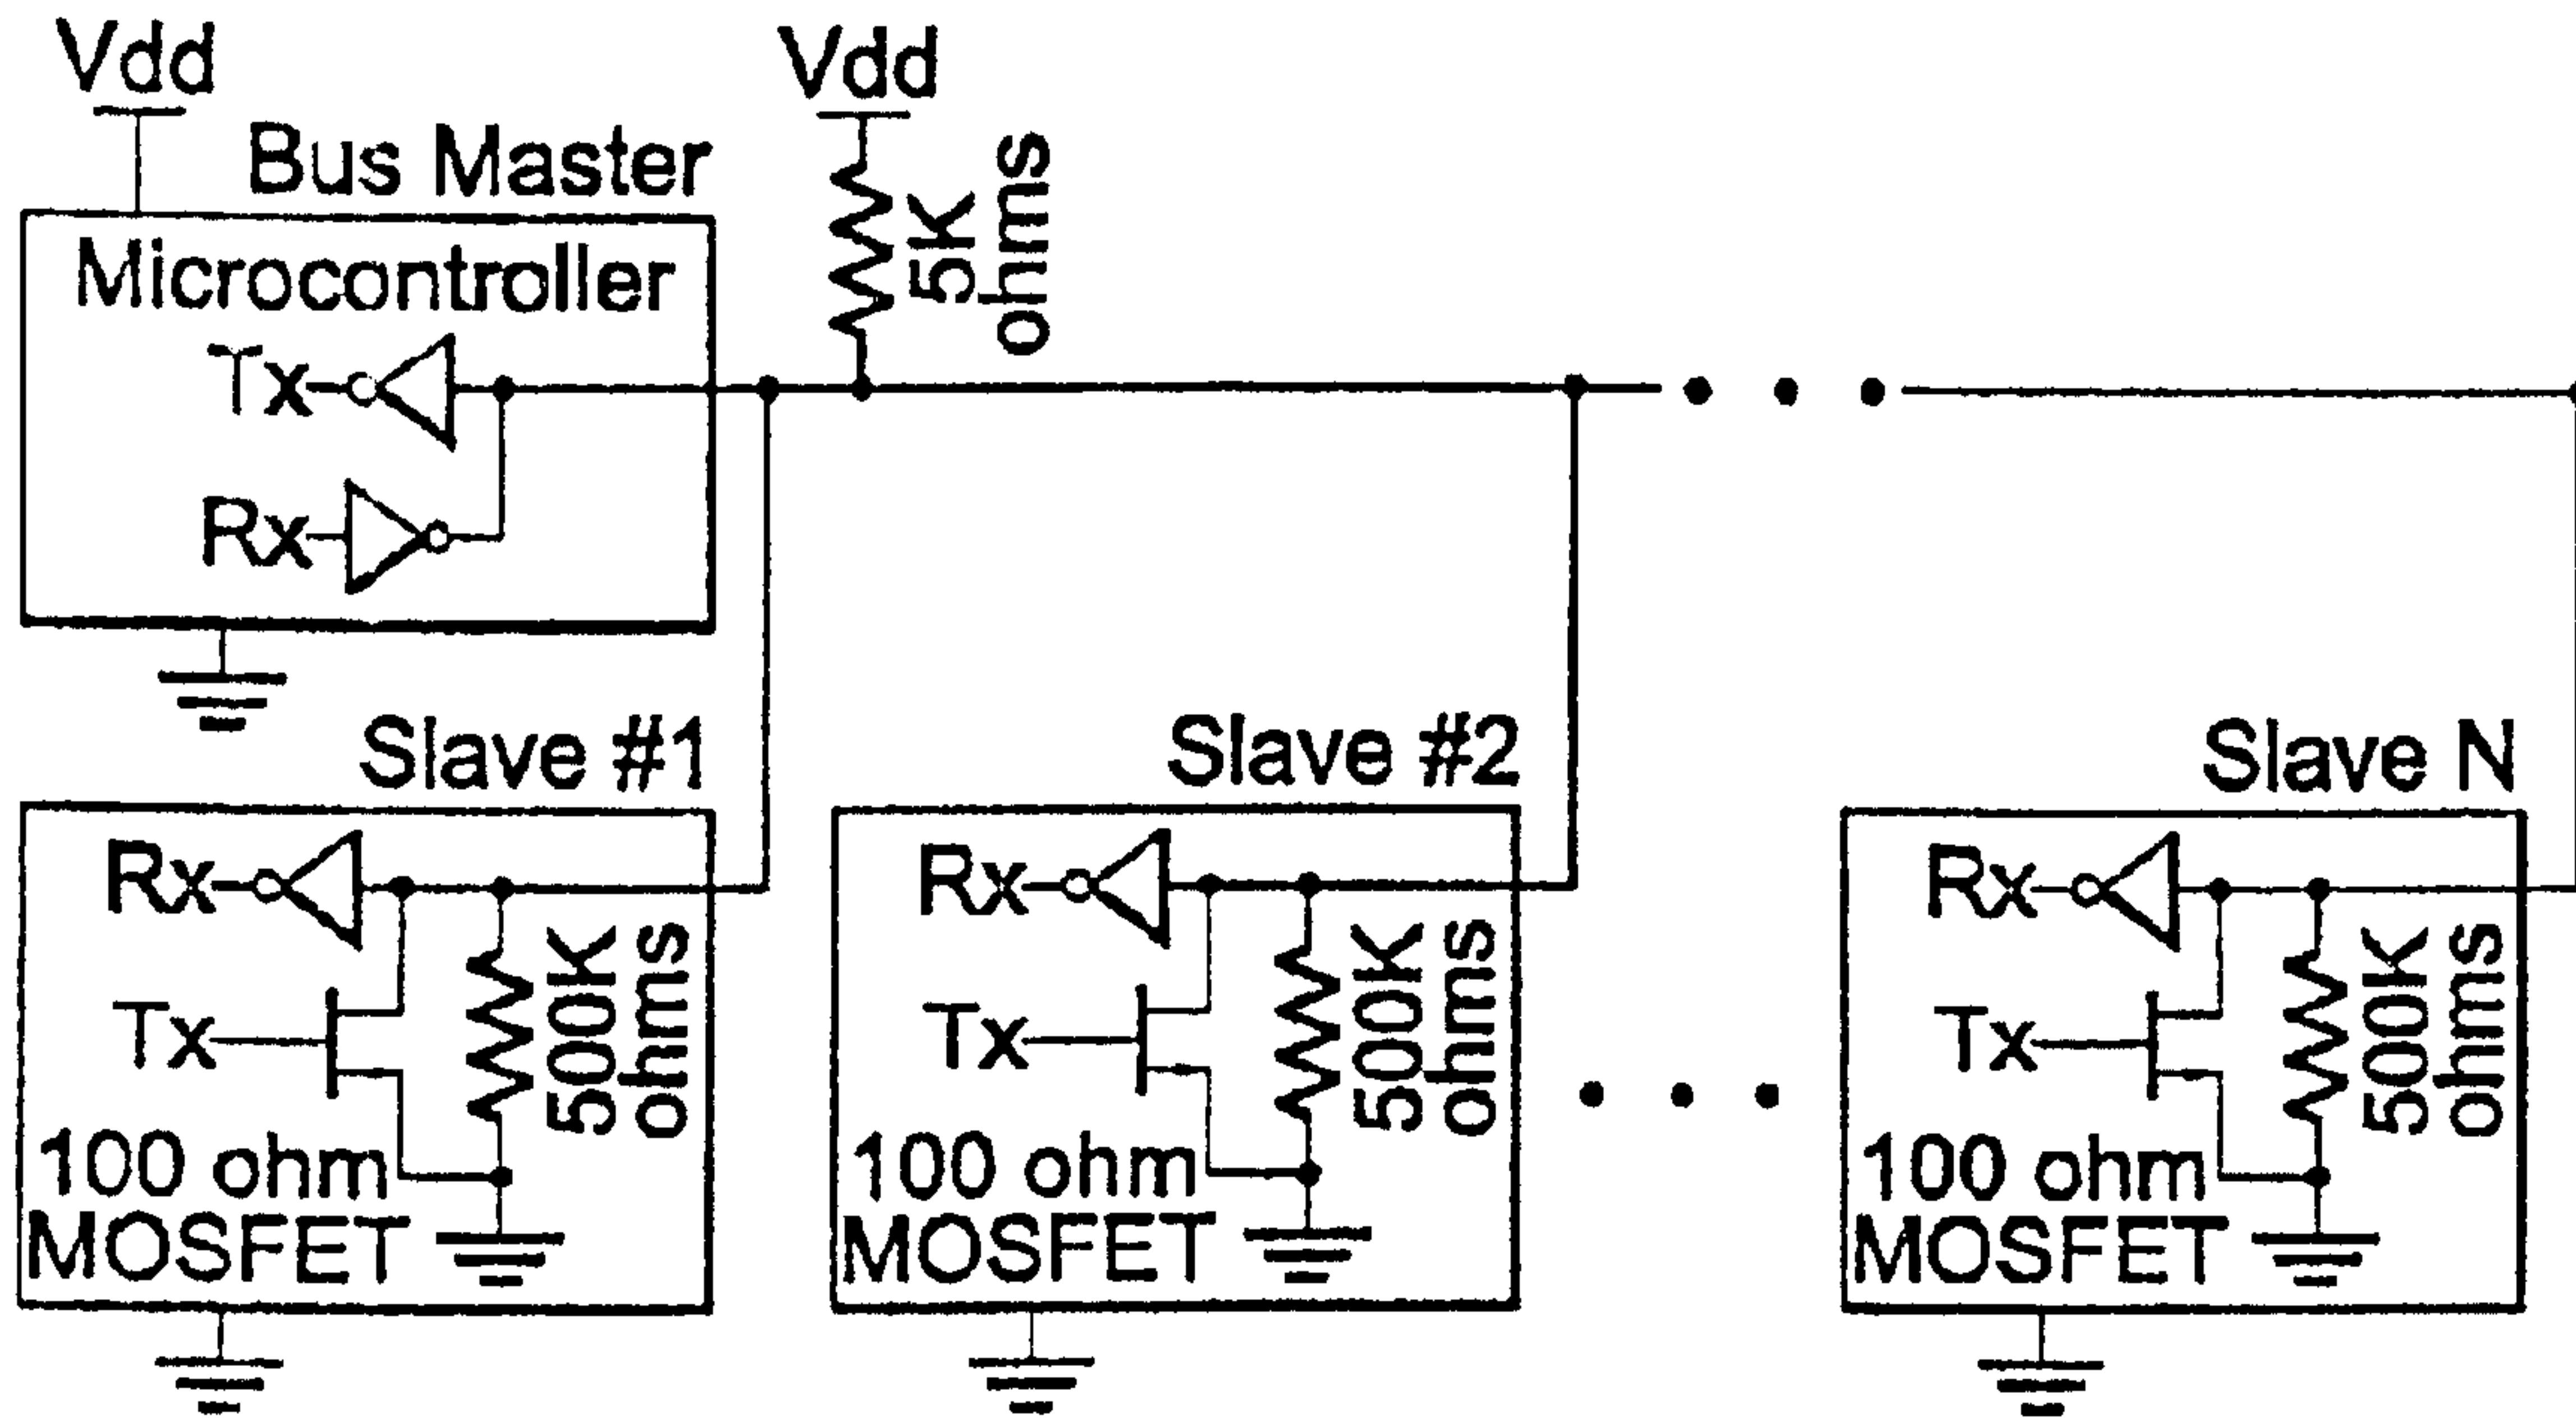 Vdd
Vdd
Bus Master
5K
ohms
Microcontroller
Tx
Rx
Slave #1
Slave #2
Slave N
Rx
Tx
500K
ohms
100 ohm
MOSFET
Rx
Tx
500K
ohms
100 ohm
MOSFET
Rx
Tx
500K
ohms
100 ohm
MOSFET